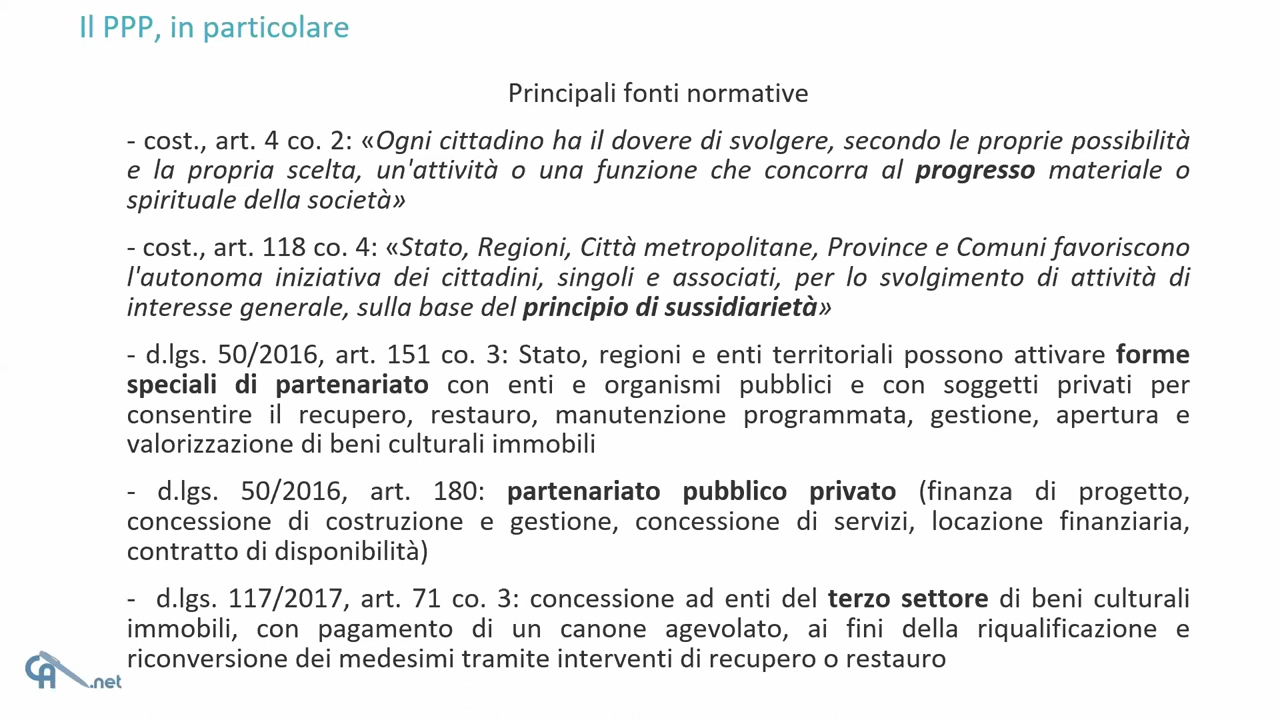 Il PPP, in particolare
Principali fonti normative
- cost., art. 4 co. 2: «Ogni cittadino ha il dovere di svolgere, secondo le proprie possibilità
e la propria scelta, un'attività o una funzione che concorra al progresso materiale o
spirituale della società»
- cost., art. 118 co. 4: «Stato, Regioni, Città metropolitane, Province e Comuni favoriscono
l'autonoma iniziativa dei cittadini, singoli e associati, per lo svolgimento di attività di
interesse generale, sulla base del principio di sussidiarietà»
- d.lgs. 50/2016, art. 151 co. 3: Stato, regioni e enti territoriali possono attivare forme
speciali di partenariato con enti e organismi pubblici e con soggetti privati per
consentire il recupero, restauro, manutenzione programmata, gestione, apertura e
valorizzazione di beni culturali immobili
- d.lgs. 50/2016, art. 180: partenariato pubblico privato (finanza di progetto,
concessione di costruzione e gestione, concessione di servizi, locazione finanziaria,
contratto di disponibilità)
- d.lgs. 117/2017, art. 71 co. 3: concessione ad enti del terzo settore di beni culturali
immobili, con pagamento di un canone agevolato, ai fini della riqualificazione e
riconversione dei medesimi tramite interventi di recupero o restauro
CA.net